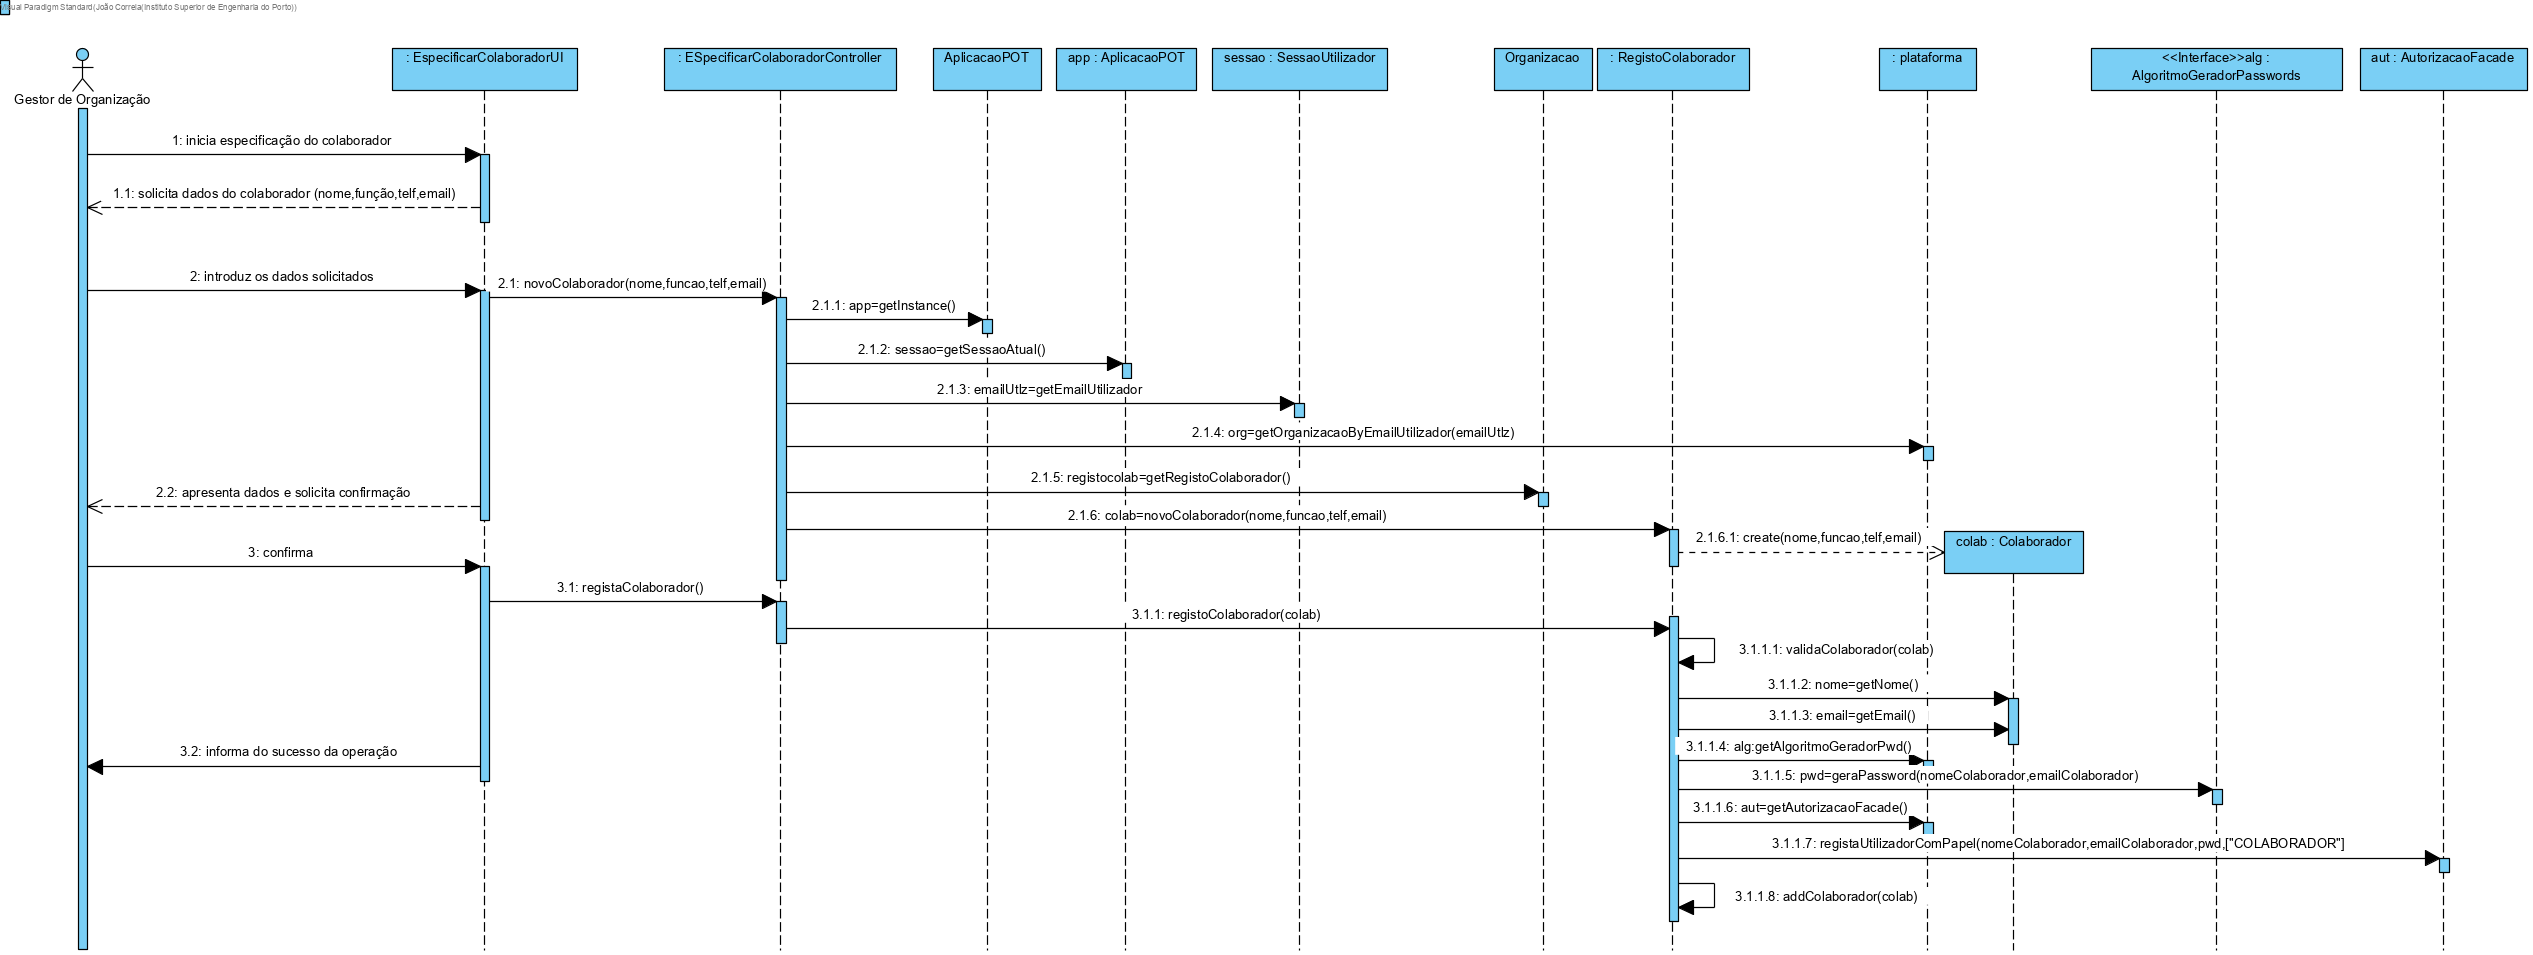 Visual Paradigm Standard(João Correia(Instituto Superior de Engenharia do Porto))
Gestor de Organização
: EspecificarColaboradorUI
: ESpecificarColaboradorController
AplicacaoPOT
app : AplicacaoPOT
sessao : SessaoUtilizador
Organizacao
: RegistoColaborador
: plataforma
<<Interface>>alg :
AlgoritmoGeradorPasswords
aut : AutorizacaoFacade
1: inicia especificação do colaborador
1.1: solicita dados do colaborador (nome,função,telf,email)
2: introduz os dados solicitados
2.1: novoColaborador(nome,funcao,telf,email)
2.1.1: app=getInstance()
2.1.2: sessao=getSessaoAtual()
2.1.3: emailUtlz=getEmailUtilizador
2.1.4: org=getOrganizacaoByEmailUtilizador(emailUtlz)
2.1.5: registocolab=getRegistoColaborador()
2.2: apresenta dados e solicita confirmação
2.1.6: colab=novoColaborador(nome,funcao,telf,email)
2.1.6.1: create(nome,funcao,telf,email)
colab : Colaborador
3: confirma
3.1: registaColaborador()
3.1.1: registoColaborador(colab)
3.1.1.1: validaColaborador(colab)
3.1.1.2: nome=getNome()
3.1.1.3: email=getEmail()
3.1.1.4: alg:getAlgoritmoGeradorPwd()
3.2: informa do sucesso da operação
3.1.1.5: pwd=geraPassword(nomeColaborador,emailColaborador)
3.1.1.6: aut=getAutorizacaoFacade()
3.1.1.7: registaUtilizadorComPapel(nomeColaborador,emailColaborador,pwd,["COLABORADOR"]
3.1.1.8: addColaborador(colab)